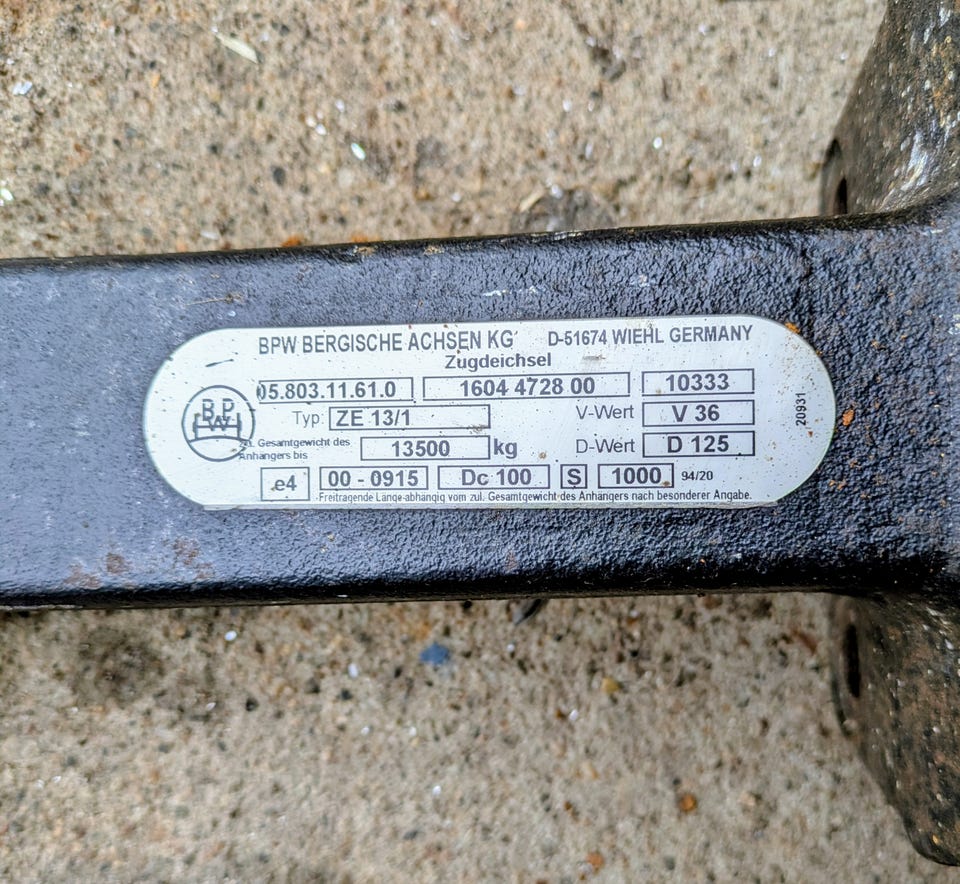 BPW BERGISCHE ACHSEN KG D-51674 WIEHL GERMANY
Zugdeichsel
05.803.11.61.0 1604 4728 00 10333
BPW
Typ: ZE 13/1 V-Wert V 36
zul. Gesamtgewicht des
Anhängers bis 13500 kg D-Wert D 125
e4 00 - 0915 Dc 100 S 1000 94/20
Freitragende Länge-abhängig vom zul. Gesamtgewicht des Anhängers nach besonderer Angabe.
20931